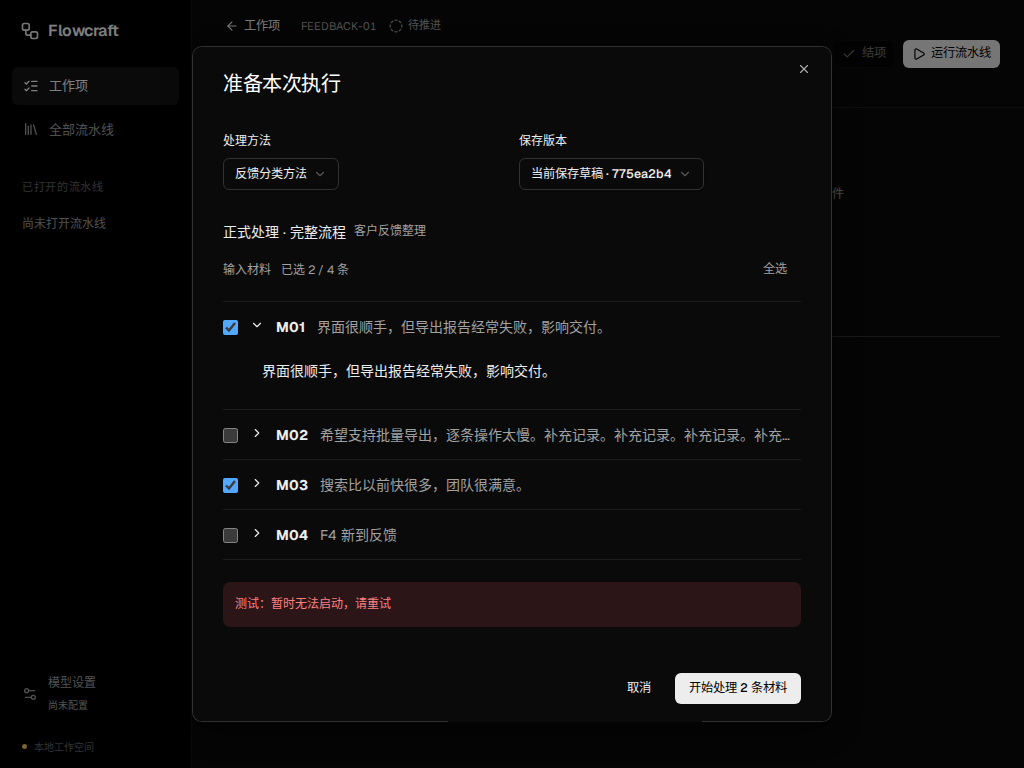 Flowcraft
工作项
全部流水线
已打开的流水线
尚未打开流水线
模型设置
尚未配置
本地工作空间
工作项 FEEDBACK-01 待推进
结项 运行流水线
件
准备本次执行
处理方法 保存版本
反馈分类方法 当前保存草稿 · 775ea2b4
正式处理 · 完整流程 客户反馈整理
输入材料 已选 2 / 4 条 全选
M01 界面很顺手，但导出报告经常失败，影响交付。
界面很顺手，但导出报告经常失败，影响交付。
M02 希望支持批量导出，逐条操作太慢。补充记录。补充记录。补充记录。补充...
M03 搜索比以前快很多，团队很满意。
M04 F4 新到反馈
测试：暂时无法启动，请重试
取消 开始处理 2 条材料